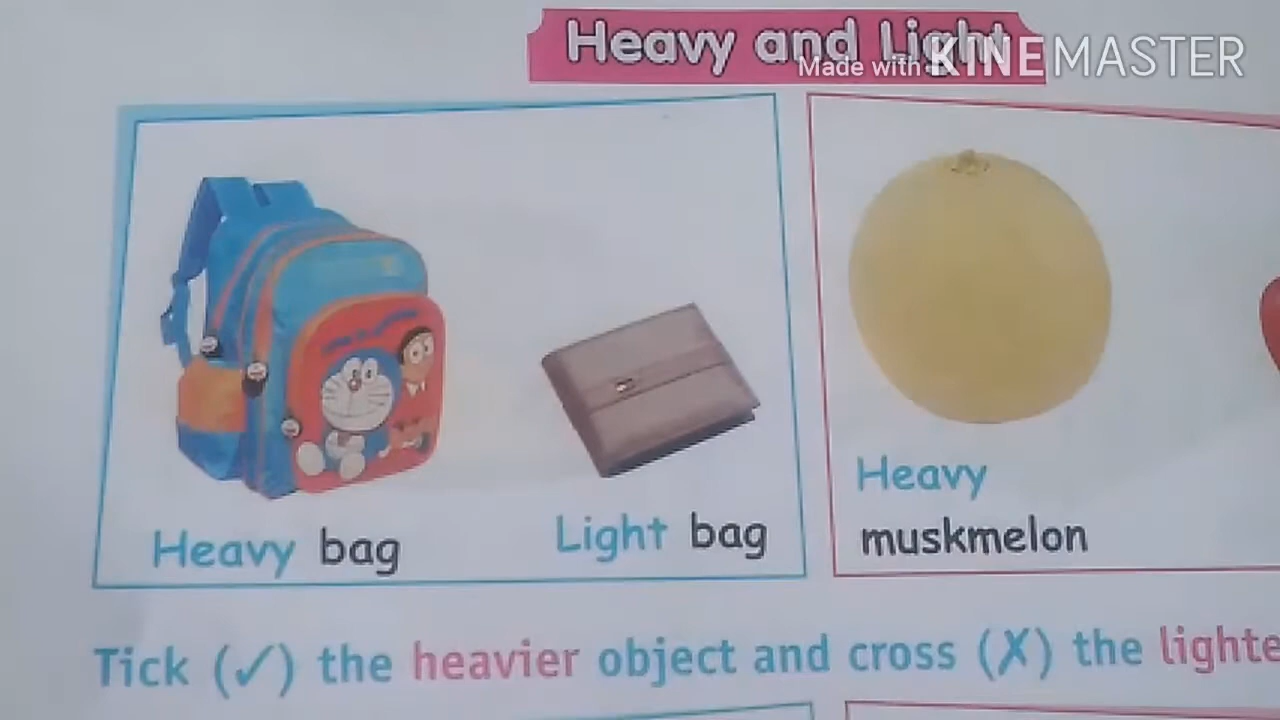 Heavy and Light
Made with KINEMASTER
Heavy bag
Light bag
Heavy
muskmelon
Tick (✓) the heavier object and cross (✗) the lighte